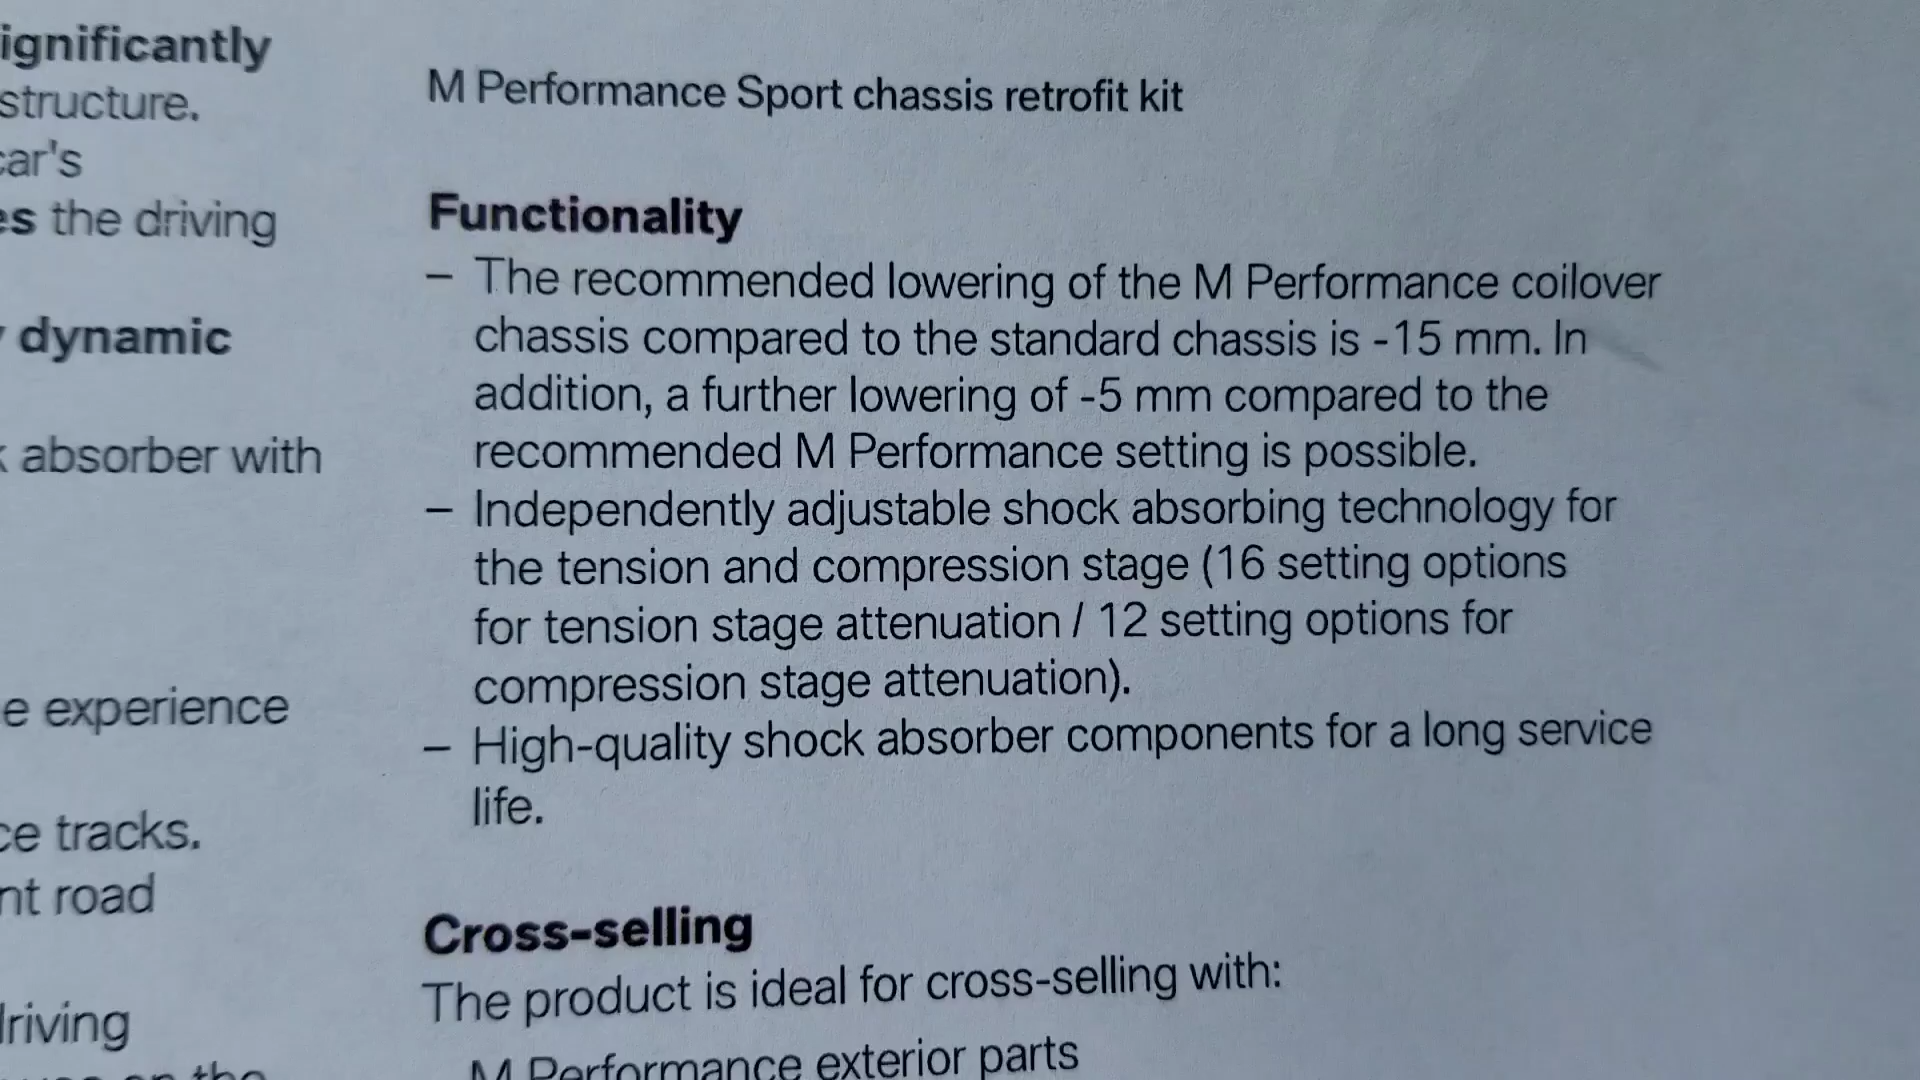 ignificantly
structure.
car's
es the driving
dynamic
absorber with
e experience
ce tracks.
nt road
driving
on the
M Performance Sport chassis retrofit kit
Functionality
– The recommended lowering of the M Performance coilover
chassis compared to the standard chassis is -15 mm. In
addition, a further lowering of -5 mm compared to the
recommended M Performance setting is possible.
– Independently adjustable shock absorbing technology for
the tension and compression stage (16 setting options
for tension stage attenuation / 12 setting options for
compression stage attenuation).
– High-quality shock absorber components for a long service
life.
Cross-selling
The product is ideal for cross-selling with:
M Performance exterior parts